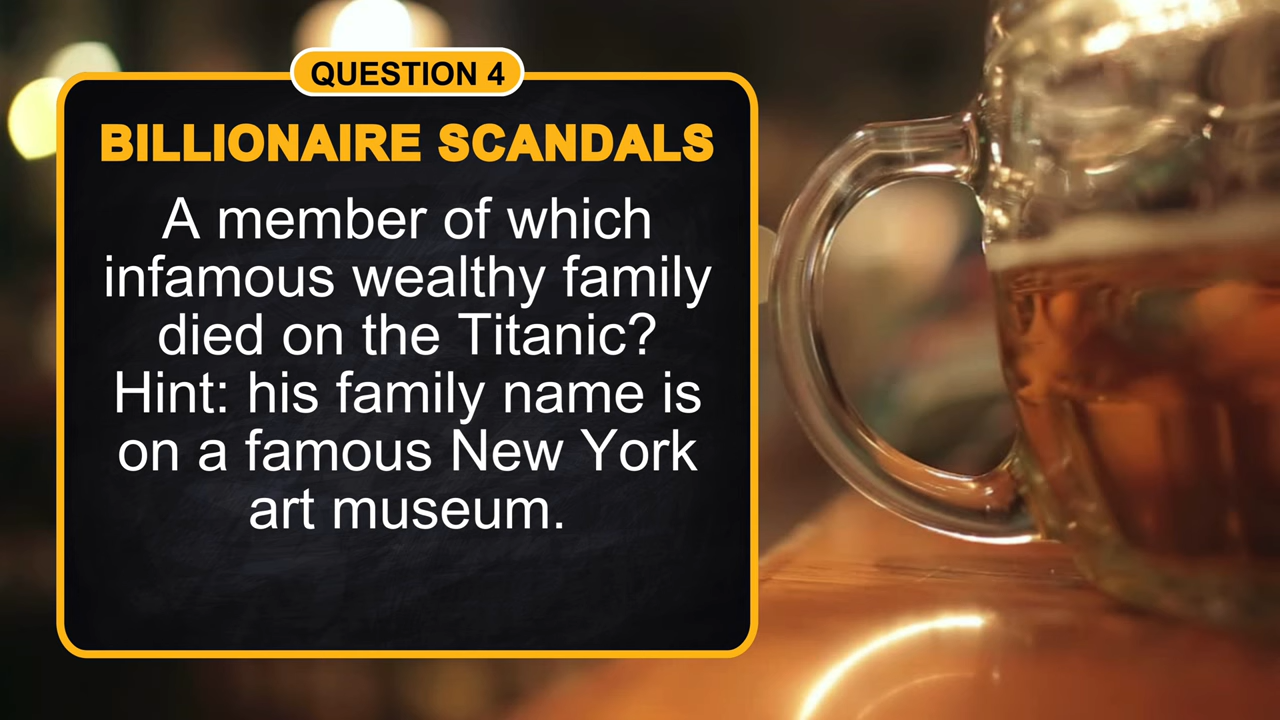 QUESTION 4
BILLIONAIRE SCANDALS
A member of which
infamous wealthy family
died on the Titanic?
Hint: his family name is
on a famous New York
art museum.